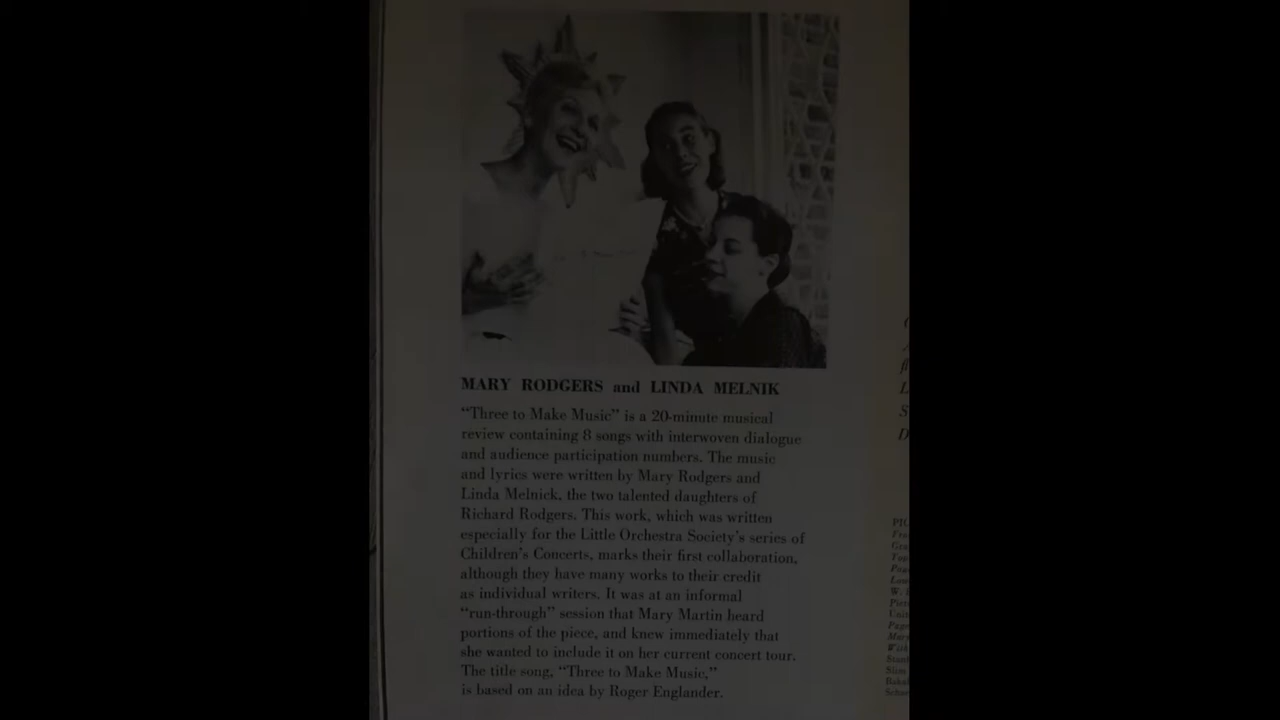 MARY RODGERS and LINDA MELNIK
"Three to Make Music" is a 20-minute musical
review containing 8 songs with interwoven dialogue
and audience participation numbers. The music
and lyrics were written by Mary Rodgers and
Linda Melnick, the two talented daughters of
Richard Rodgers. This work, which was written
especially for the Little Orchestra Society's series of
Children's Concerts, marks their first collaboration,
although they have many works to their credit
as individual writers. It was at an informal
"run-through" session that Mary Martin heard
portions of the piece, and knew immediately that
she wanted to include it on her current concert tour.
The title song, "Three to Make Music,"
is based on an idea by Roger Englander.